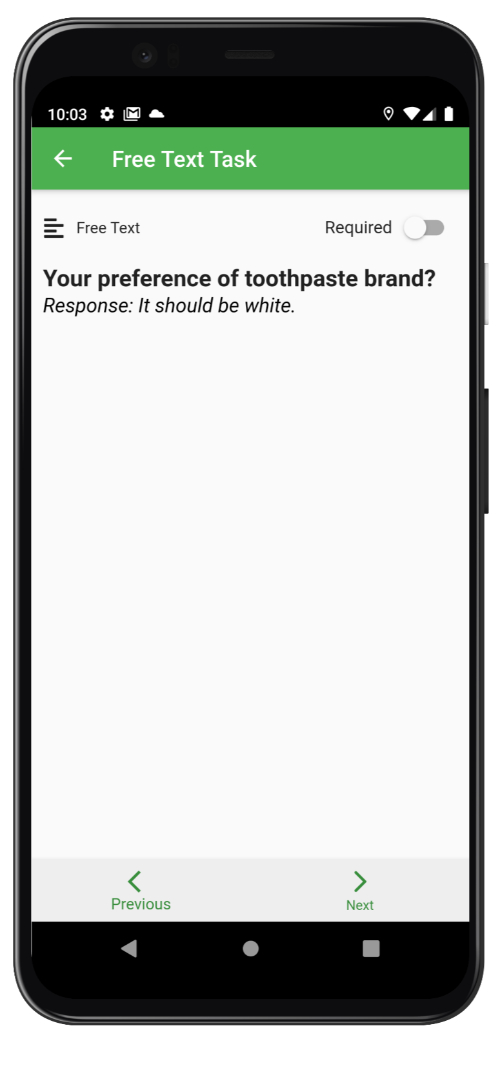 10:03
Free Text Task
Free Text Required
Your preference of toothpaste brand?
Response: It should be white.
Previous Next